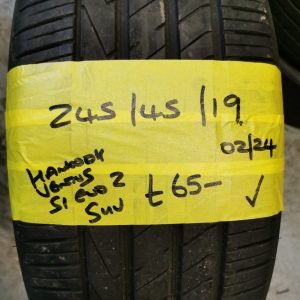 245/45/19
02/24
HANKOOK
VENTUS
S1 EVO 2
SUV
£65-